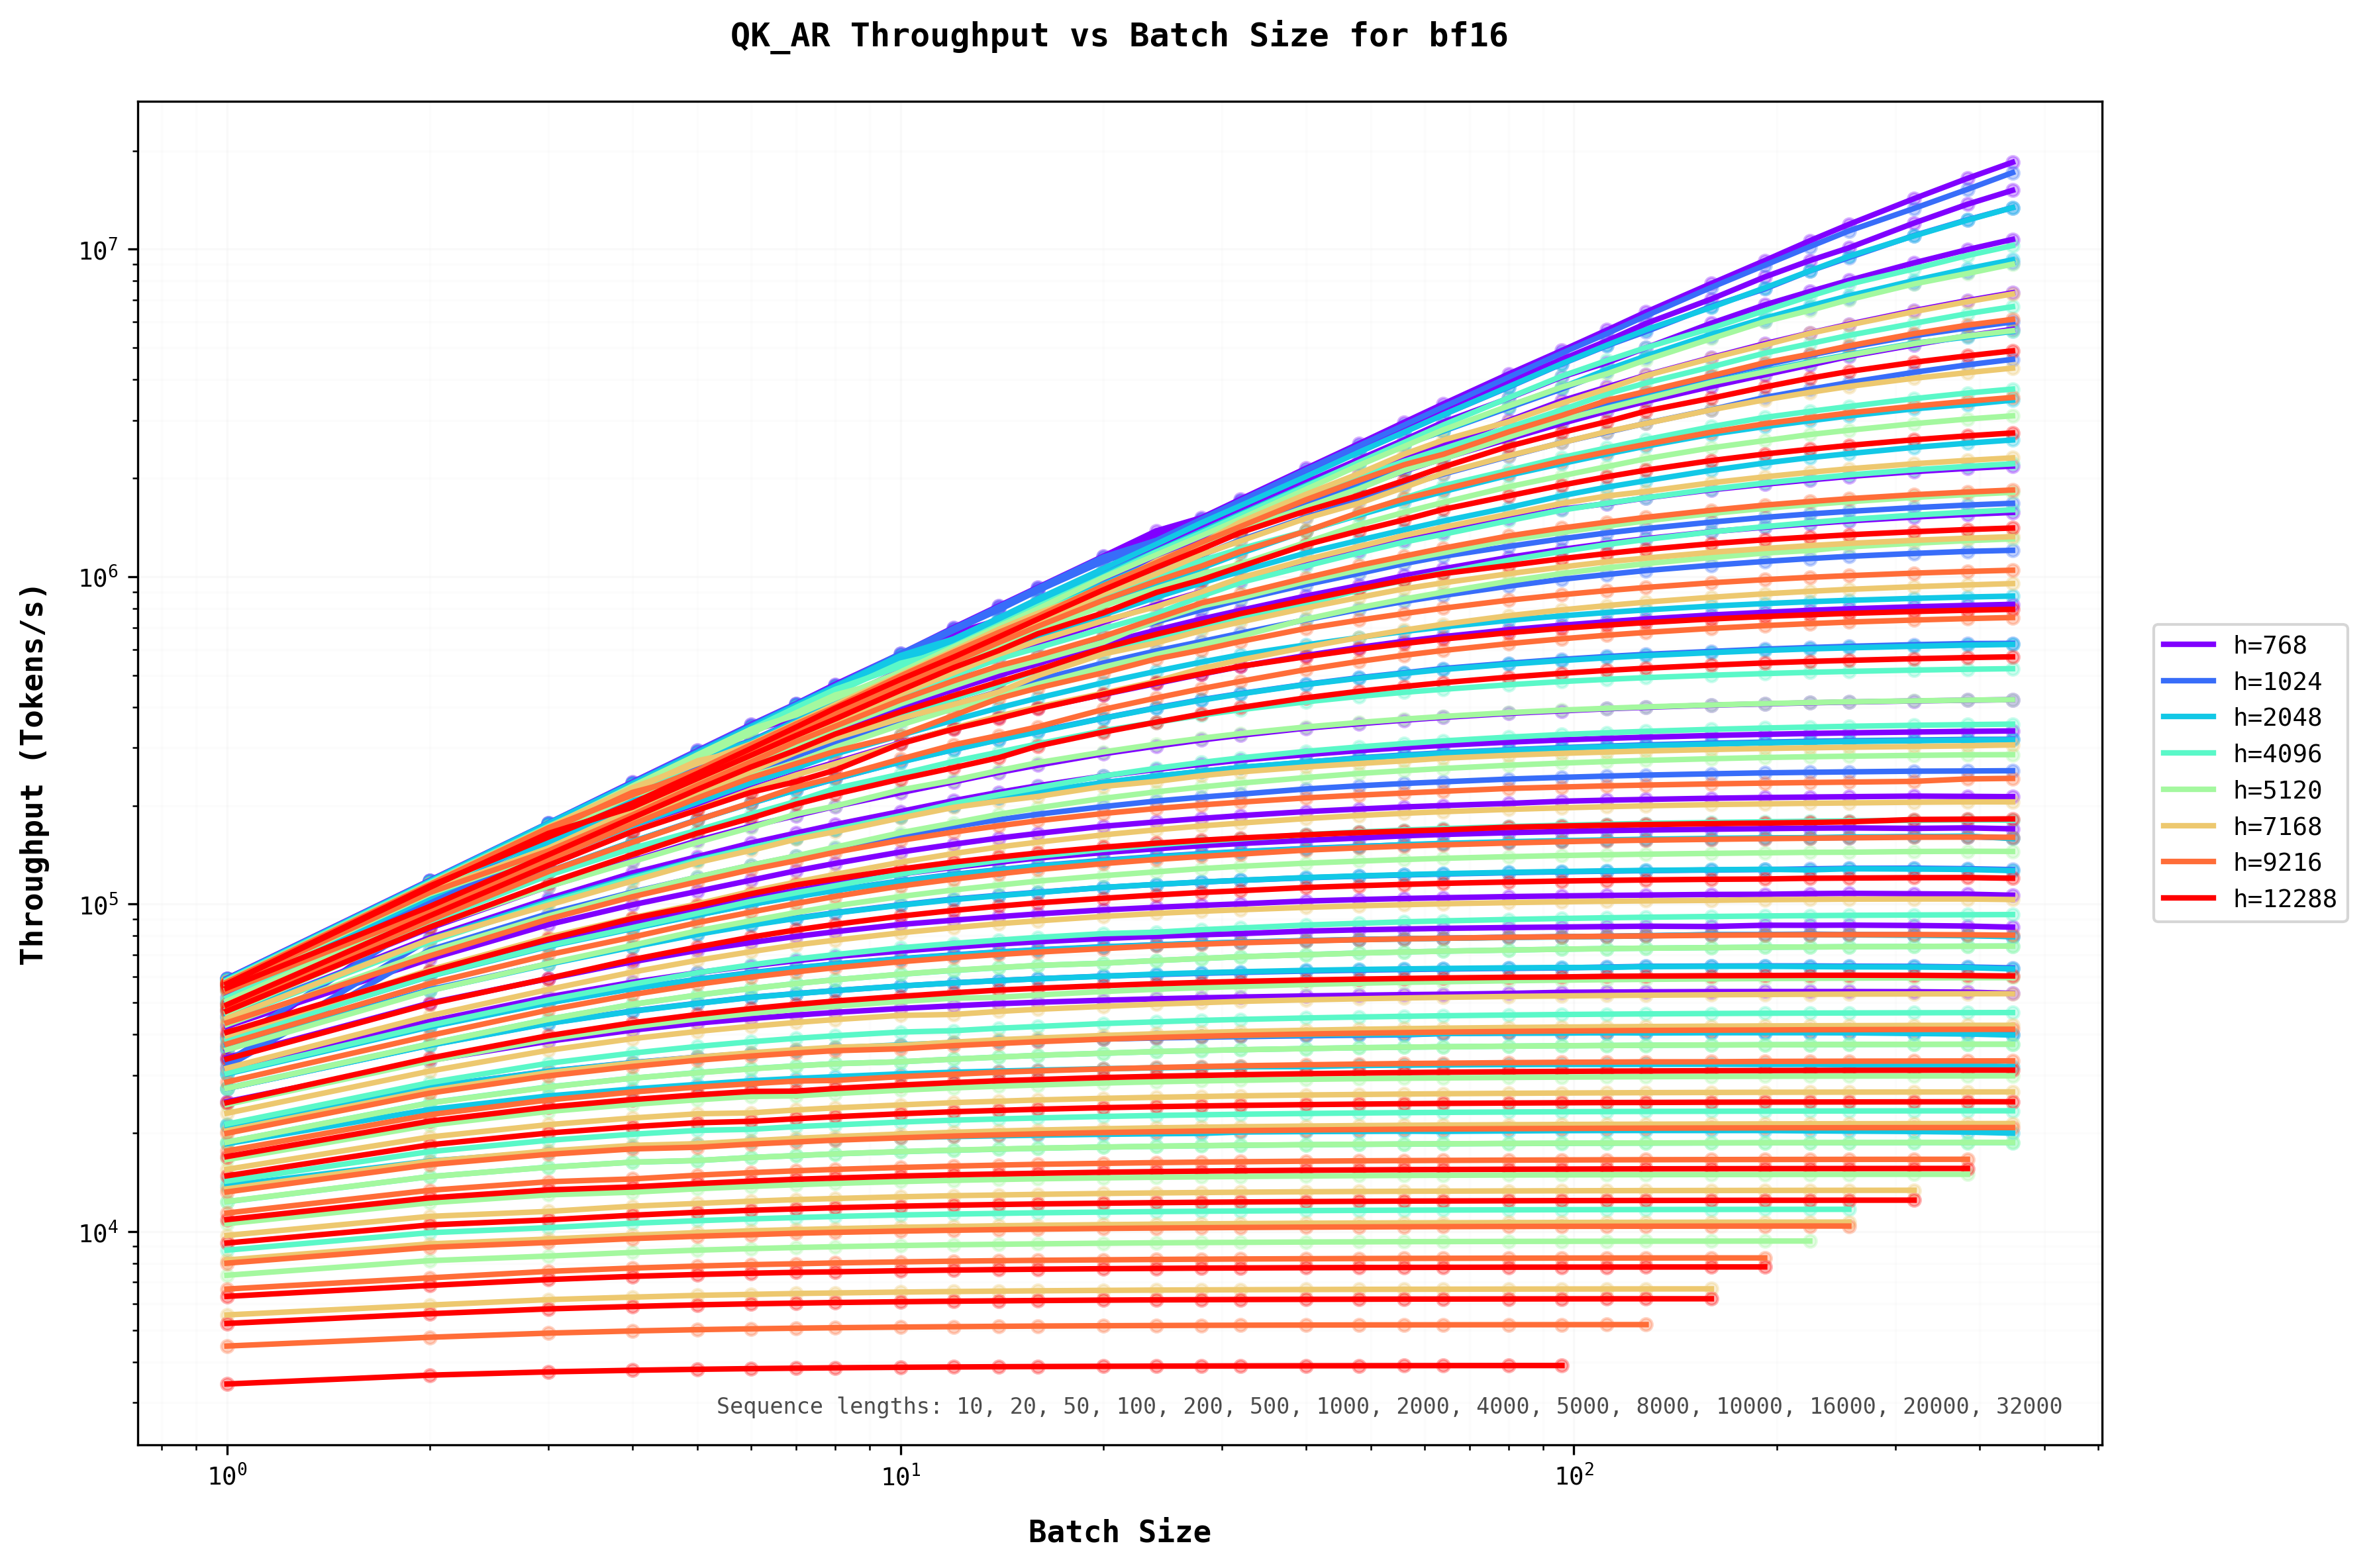 QK_AR Throughput vs Batch Size for bf16
Throughput (Tokens/s)
10^7
10^6
10^5
10^4
h=768
h=1024
h=2048
h=4096
h=5120
h=7168
h=9216
h=12288
Sequence lengths: 10, 20, 50, 100, 200, 500, 1000, 2000, 4000, 5000, 8000, 10000, 16000, 20000, 32000
10^0 10^1 10^2
Batch Size